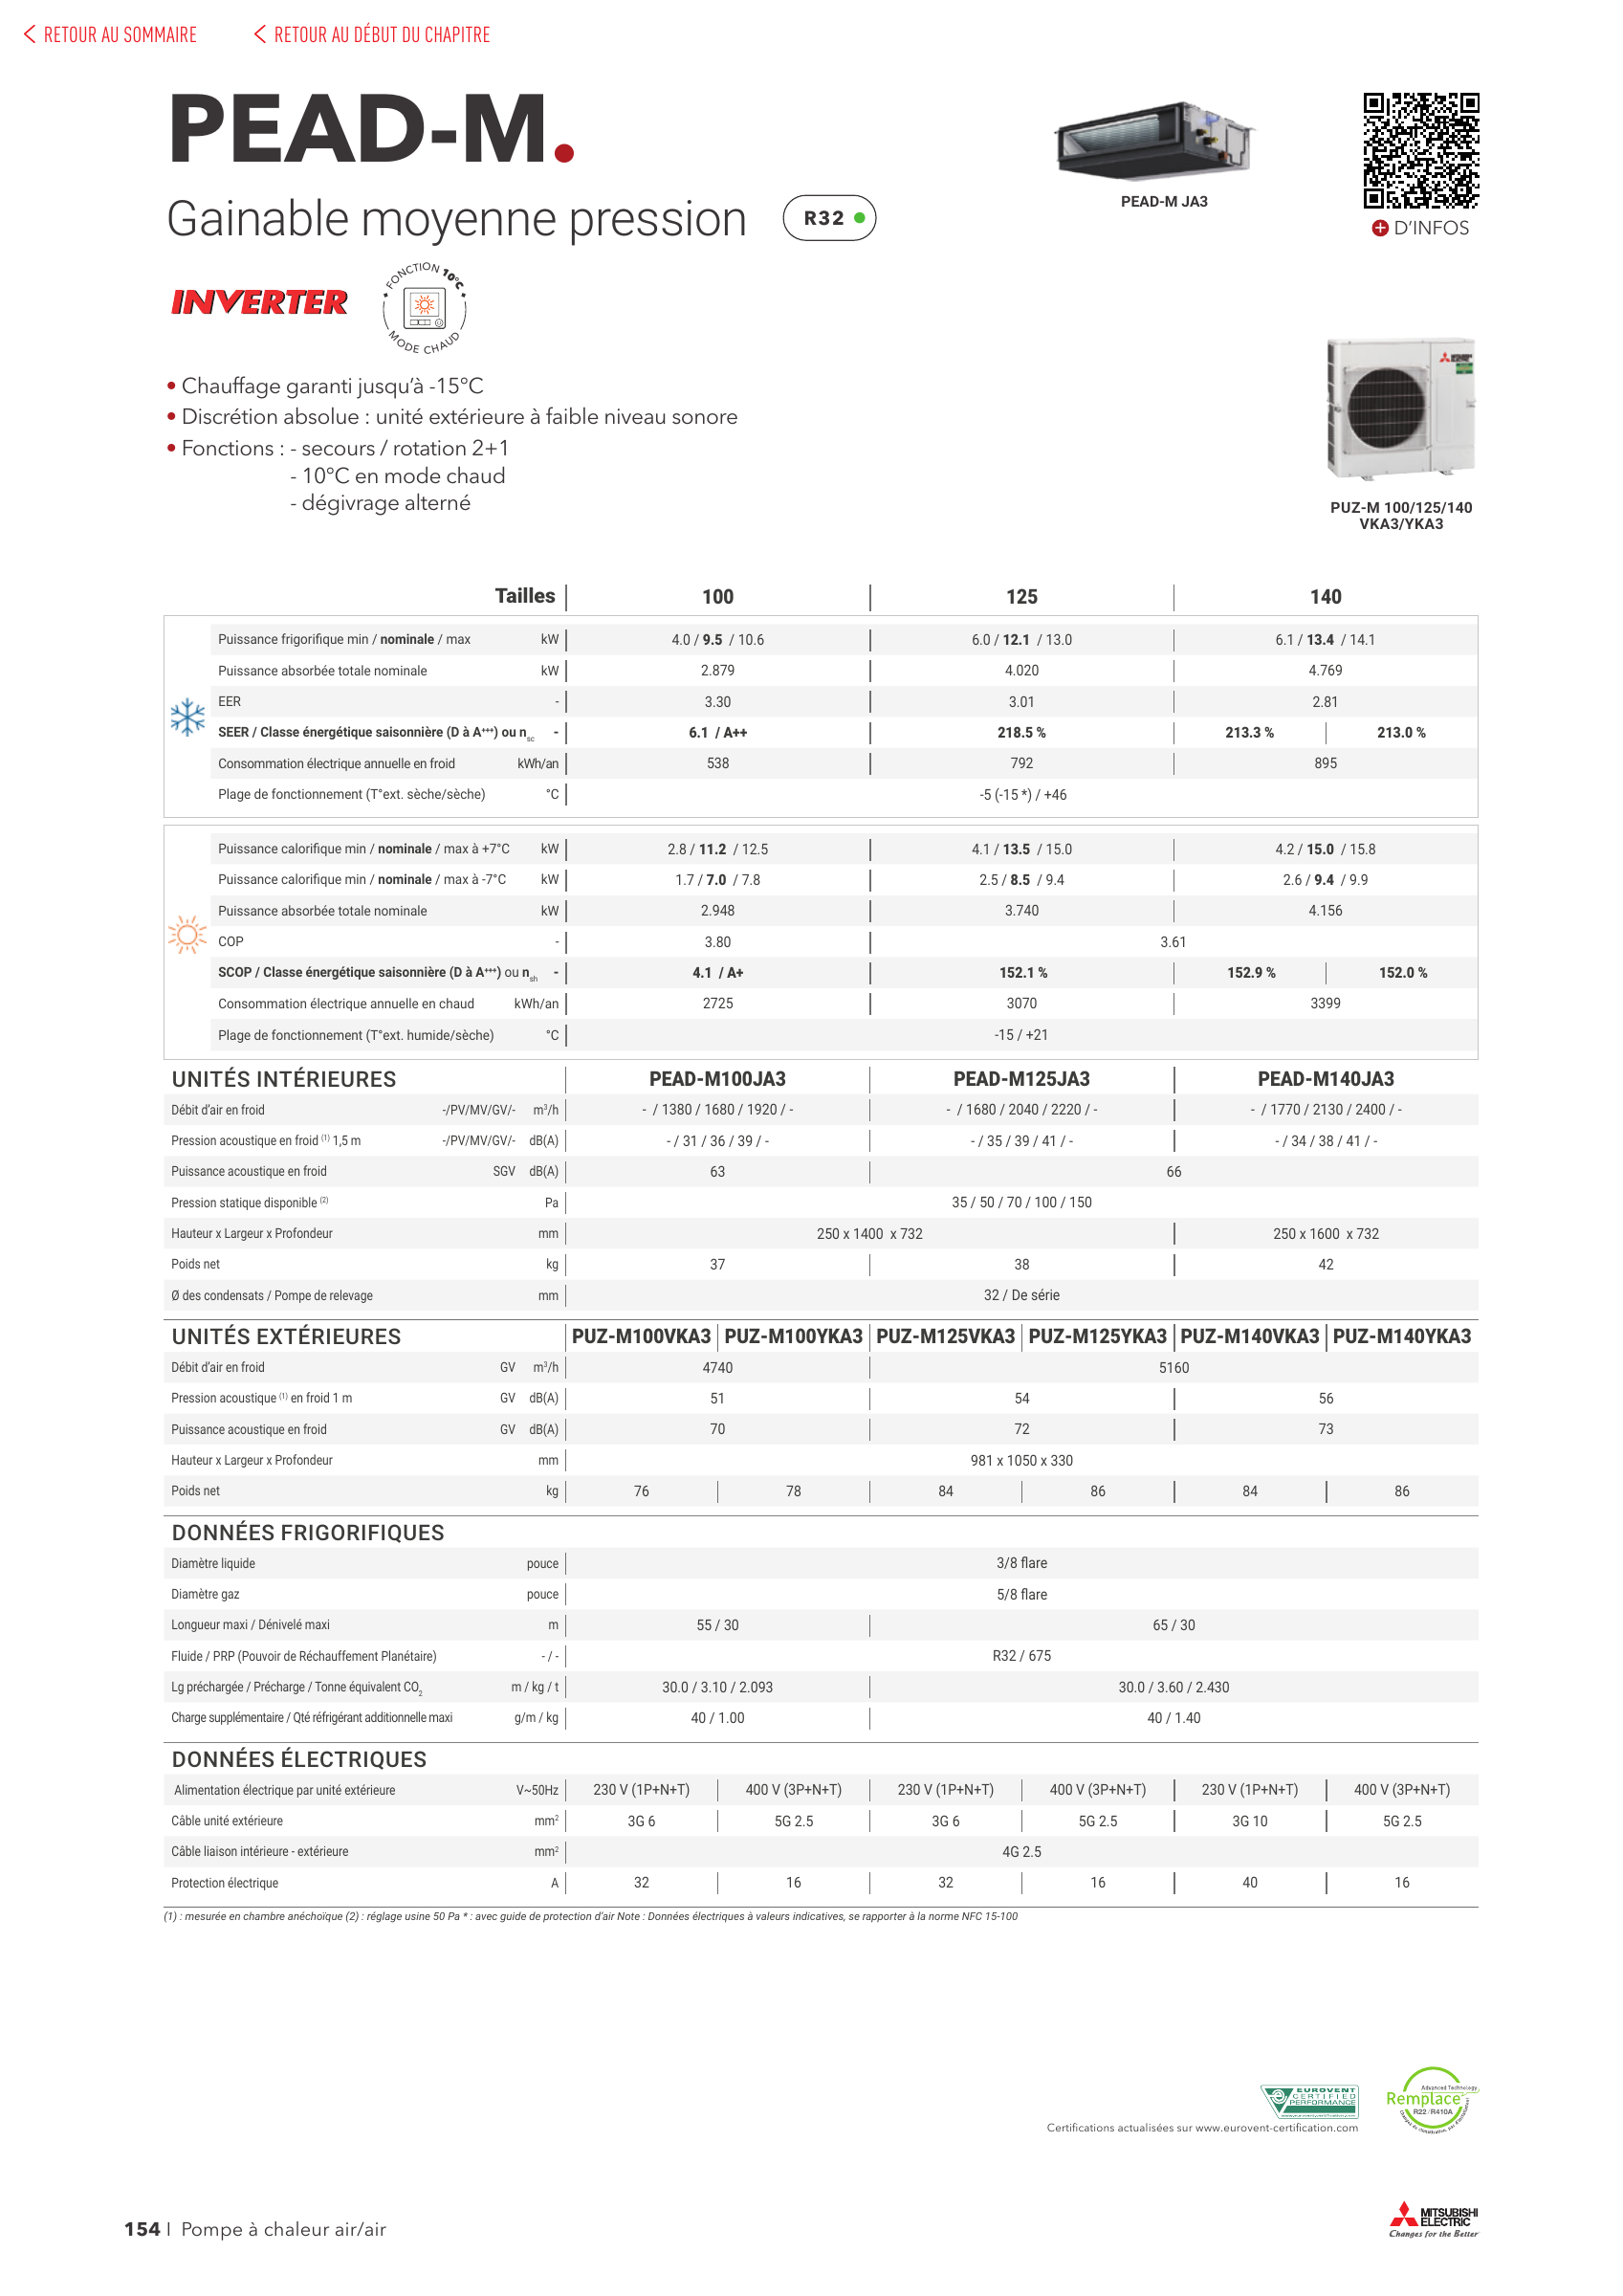 RETOUR AU SOMMAIRE RETOUR AU DÉBUT DU CHAPITRE
PEAD-M.
Gainable moyenne pression R32
PEAD-M JA3
+ D'INFOS
INVERTER
FONCTION 10°C
MODE CHAUD
• Chauffage garanti jusqu'à -15°C
• Discrétion absolue : unité extérieure à faible niveau sonore
• Fonctions : - secours / rotation 2+1
- 10°C en mode chaud
- dégivrage alterné
MITSUBISHI ELECTRIC
PUZ-M 100/125/140
VKA3/YKA3
Tailles 100 125 140
Puissance frigorifique min / nominale / max kW 4.0 / 9.5 / 10.6 6.0 / 12.1 / 13.0 6.1 / 13.4 / 14.1
Puissance absorbée totale nominale kW 2.879 4.020 4.769
EER - 3.30 3.01 2.81
SEER / Classe énergétique saisonnière (D à A+++) ou nsc - 6.1 / A++ 218.5 % 213.3 % 213.0 %
Consommation électrique annuelle en froid kWh/an 538 792 895
Plage de fonctionnement (T°ext. sèche/sèche) °C -5 (-15 *) / +46
Puissance calorifique min / nominale / max à +7°C kW 2.8 / 11.2 / 12.5 4.1 / 13.5 / 15.0 4.2 / 15.0 / 15.8
Puissance calorifique min / nominale / max à -7°C kW 1.7 / 7.0 / 7.8 2.5 / 8.5 / 9.4 2.6 / 9.4 / 9.9
Puissance absorbée totale nominale kW 2.948 3.740 4.156
COP - 3.80 3.61
SCOP / Classe énergétique saisonnière (D à A+++) ou nsh - 4.1 / A+ 152.1 % 152.9 % 152.0 %
Consommation électrique annuelle en chaud kWh/an 2725 3070 3399
Plage de fonctionnement (T°ext. humide/sèche) °C -15 / +21
UNITÉS INTÉRIEURES PEAD-M100JA3 PEAD-M125JA3 PEAD-M140JA3
Débit d'air en froid -/PV/MV/GV/- m³/h - / 1380 / 1680 / 1920 / - - / 1680 / 2040 / 2220 / - - / 1770 / 2130 / 2400 / -
Pression acoustique en froid (1) 1,5 m -/PV/MV/GV/- dB(A) - / 31 / 36 / 39 / - - / 35 / 39 / 41 / - - / 34 / 38 / 41 / -
Puissance acoustique en froid SGV dB(A) 63 66
Pression statique disponible (2) Pa 35 / 50 / 70 / 100 / 150
Hauteur x Largeur x Profondeur mm 250 x 1400 x 732 250 x 1600 x 732
Poids net kg 37 38 42
Ø des condensats / Pompe de relevage mm 32 / De série
UNITÉS EXTÉRIEURES PUZ-M100VKA3 PUZ-M100YKA3 PUZ-M125VKA3 PUZ-M125YKA3 PUZ-M140VKA3 PUZ-M140YKA3
Débit d'air en froid GV m³/h 4740 5160
Pression acoustique (1) en froid 1 m GV dB(A) 51 54 56
Puissance acoustique en froid GV dB(A) 70 72 73
Hauteur x Largeur x Profondeur mm 981 x 1050 x 330
Poids net kg 76 78 84 86 84 86
DONNÉES FRIGORIFIQUES
Diamètre liquide pouce 3/8 flare
Diamètre gaz pouce 5/8 flare
Longueur maxi / Dénivelé maxi m 55 / 30 65 / 30
Fluide / PRP (Pouvoir de Réchauffement Planétaire) - / - R32 / 675
Lg préchargée / Précharge / Tonne équivalent CO2 m / kg / t 30.0 / 3.10 / 2.093 30.0 / 3.60 / 2.430
Charge supplémentaire / Qté réfrigérant additionnelle maxi g/m / kg 40 / 1.00 40 / 1.40
DONNÉES ÉLECTRIQUES
Alimentation électrique par unité extérieure V~50Hz 230 V (1P+N+T) 400 V (3P+N+T) 230 V (1P+N+T) 400 V (3P+N+T) 230 V (1P+N+T) 400 V (3P+N+T)
Câble unité extérieure mm² 3G 6 5G 2.5 3G 6 5G 2.5 3G 10 5G 2.5
Câble liaison intérieure - extérieure mm² 4G 2.5
Protection électrique A 32 16 32 16 40 16
(1) : mesurée en chambre anéchoïque (2) : réglage usine 50 Pa * : avec guide de protection d'air Note : Données électriques à valeurs indicatives, se rapporter à la norme NFC 15-100
EUROVENT
CERTIFIED
PERFORMANCE
Certifications actualisées sur www.eurovent-certification.com
Advanced Technology
Remplace
R22 / R410A
154 I Pompe à chaleur air/air
MITSUBISHI
ELECTRIC
Changes for the Better